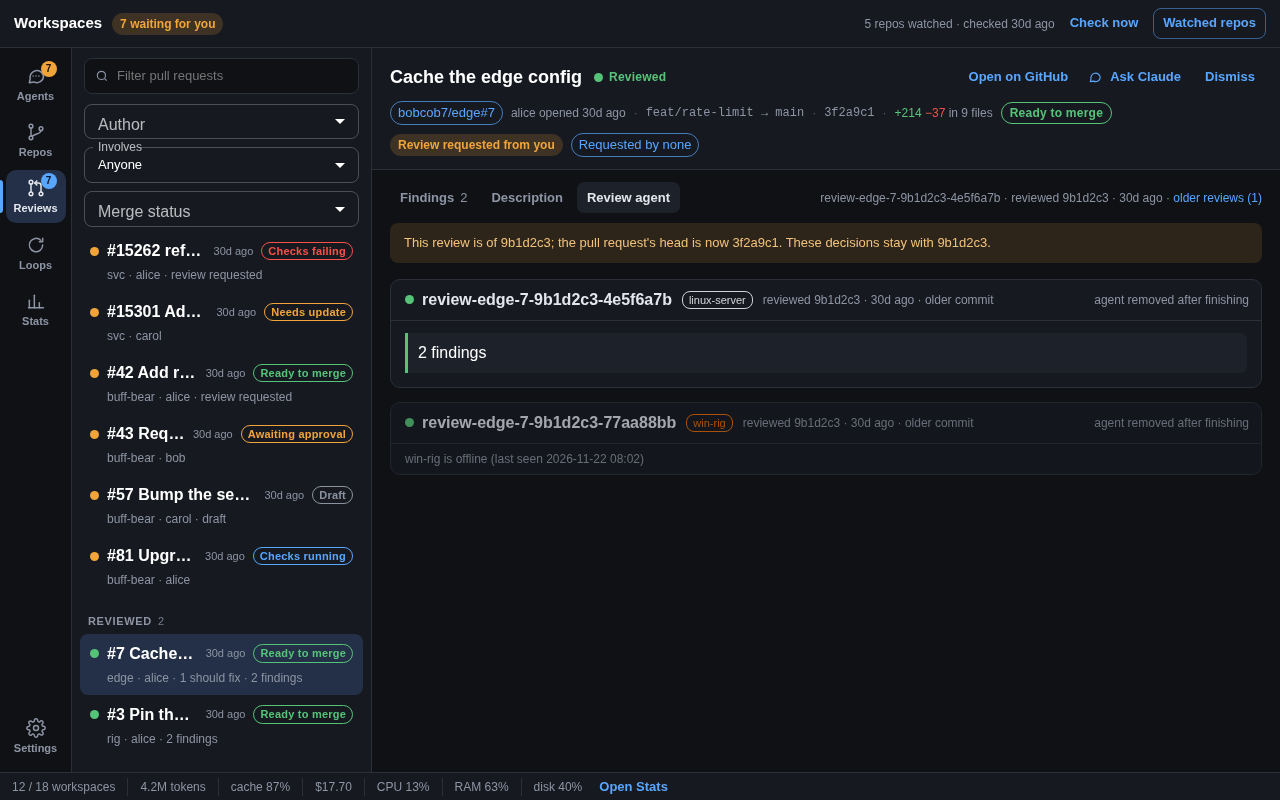 Workspaces 7 waiting for you 5 repos watched · checked 30d ago Check now Watched repos
7
Agents
Repos
7
Reviews
Loops
Stats
Settings
Filter pull requests
Author
Involves
Anyone
Merge status
#15262 ref… 30d ago Checks failing
svc · alice · review requested
#15301 Ad… 30d ago Needs update
svc · carol
#42 Add r… 30d ago Ready to merge
buff-bear · alice · review requested
#43 Req… 30d ago Awaiting approval
buff-bear · bob
#57 Bump the se… 30d ago Draft
buff-bear · carol · draft
#81 Upgr… 30d ago Checks running
buff-bear · alice
REVIEWED 2
#7 Cache… 30d ago Ready to merge
edge · alice · 1 should fix · 2 findings
#3 Pin th… 30d ago Ready to merge
rig · alice · 2 findings
Cache the edge config Reviewed Open on GitHub Ask Claude Dismiss
bobcob7/edge#7 alice opened 30d ago · feat/rate-limit → main · 3f2a9c1 · +214 −37 in 9 files Ready to merge
Review requested from you Requested by none
Findings 2 Description Review agent review-edge-7-9b1d2c3-4e5f6a7b · reviewed 9b1d2c3 · 30d ago · older reviews (1)
This review is of 9b1d2c3; the pull request's head is now 3f2a9c1. These decisions stay with 9b1d2c3.
review-edge-7-9b1d2c3-4e5f6a7b linux-server reviewed 9b1d2c3 · 30d ago · older commit agent removed after finishing
2 findings
review-edge-7-9b1d2c3-77aa88bb win-rig reviewed 9b1d2c3 · 30d ago · older commit agent removed after finishing
win-rig is offline (last seen 2026-11-22 08:02)
12 / 18 workspaces 4.2M tokens cache 87% $17.70 CPU 13% RAM 63% disk 40% Open Stats